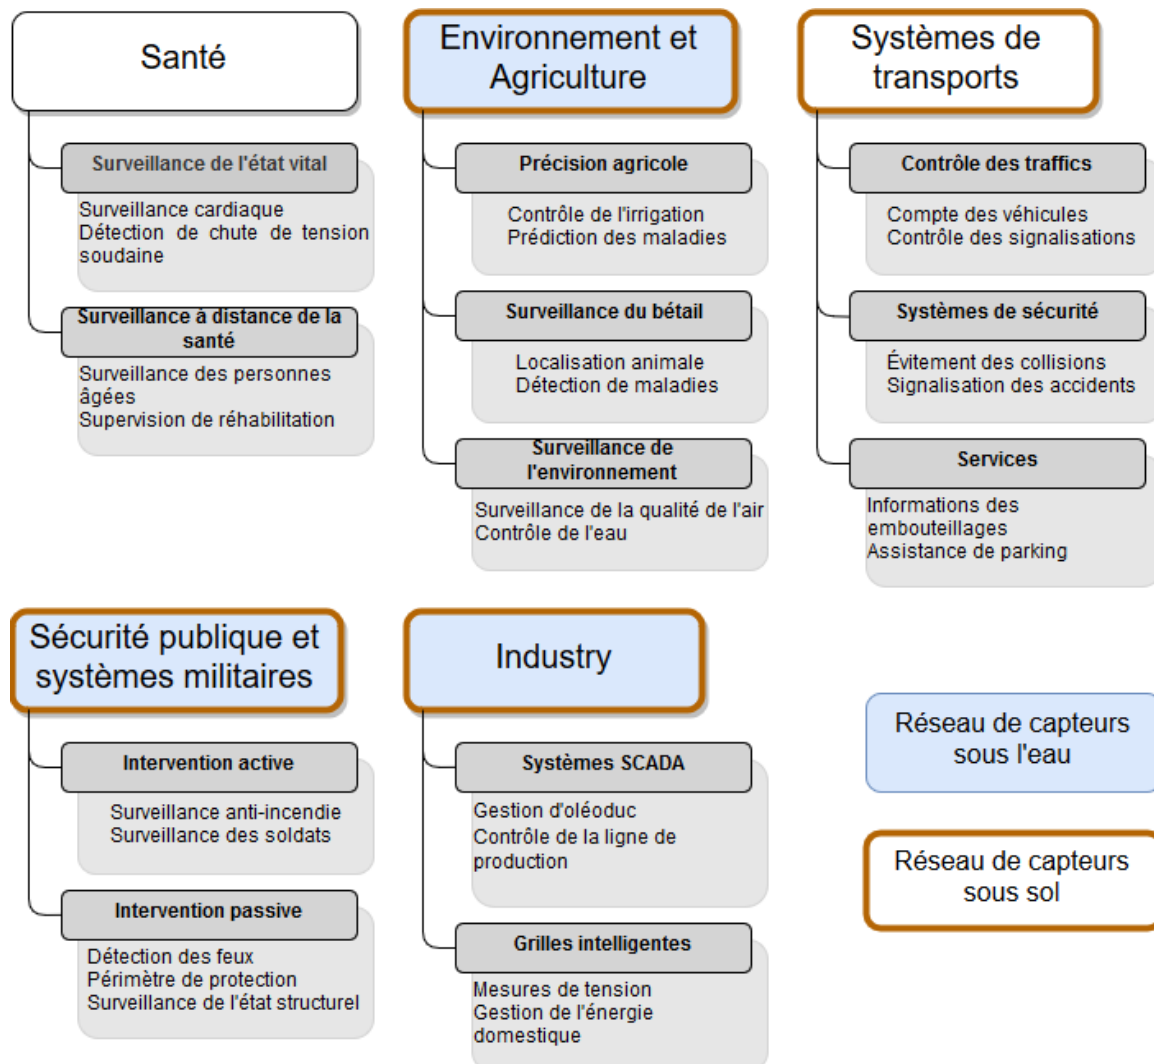 Santé
Surveillance de l'état vital
Surveillance cardiaque
Détection de chute de tension
soudaine
Surveillance à distance de la
santé
Surveillance des personnes
âgées
Supervision de réhabilitation
Environnement et
Agriculture
Précision agricole
Contrôle de l'irrigation
Prédiction des maladies
Surveillance du bétail
Localisation animale
Détection de maladies
Surveillance de
l'environnement
Surveillance de la qualité de l'air
Contrôle de l'eau
Systèmes de
transports
Contrôle des traffics
Compte des véhicules
Contrôle des signalisations
Systèmes de sécurité
Évitement des collisions
Signalisation des accidents
Services
Informations des
embouteillages
Assistance de parking
Sécurité publique et
systèmes militaires
Intervention active
Surveillance anti-incendie
Surveillance des soldats
Intervention passive
Détection des feux
Périmètre de protection
Surveillance de l'état structurel
Industry
Systèmes SCADA
Gestion d'oléoduc
Contrôle de la ligne de
production
Grilles intelligentes
Mesures de tension
Gestion de l'énergie
domestique
Réseau de capteurs
sous l'eau
Réseau de capteurs
sous sol